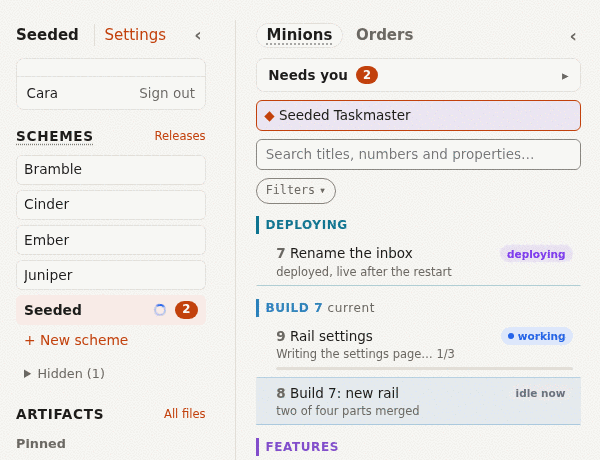 Seeded
Settings
Cara
Sign out
SCHEMES
Releases
Bramble
Cinder
Ember
Juniper
Seeded 2
+ New scheme
Hidden (1)
ARTIFACTS
All files
Pinned
Minions
Orders
Needs you 2
Seeded Taskmaster
Search titles, numbers and properties...
Filters
DEPLOYING
7 Rename the inbox
deploying
deployed, live after the restart
BUILD 7 current
9 Rail settings
working
Writing the settings page... 1/3
8 Build 7: new rail
idle now
two of four parts merged
FEATURES